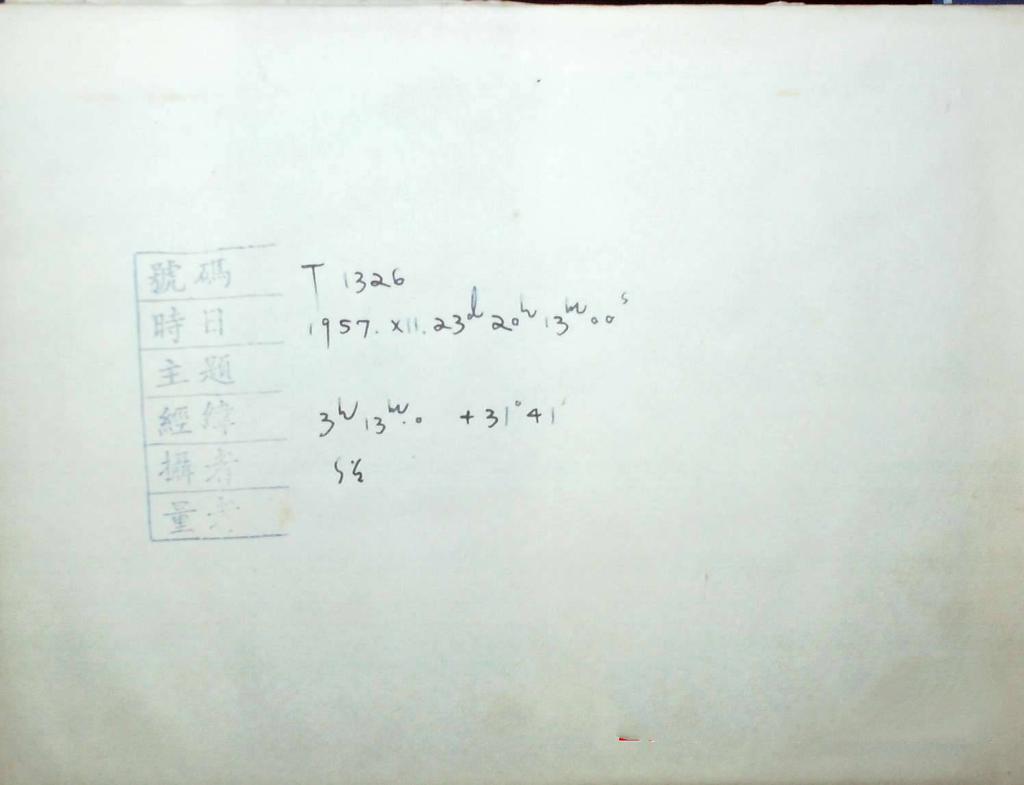 號碼 T 1326
時日 1957. XII. 23ᵈ 20ʰ 13ᵐ 00ˢ
主題
經緯 3ʰ 13ᵐ.0 +31°41′
攝者
量者